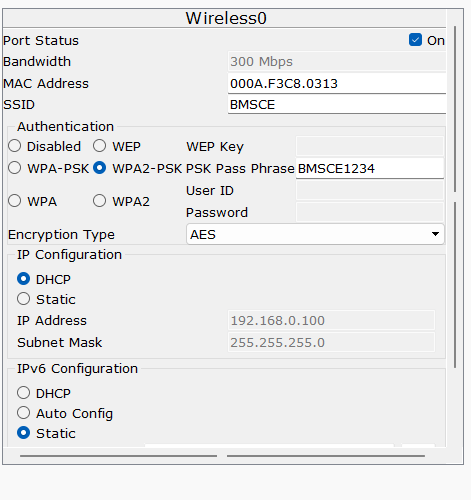 Wireless0
Port Status On
Bandwidth 300 Mbps
MAC Address 000A.F3C8.0313
SSID BMSCE
Authentication
Disabled WEP WEP Key
WPA-PSK WPA2-PSK PSK Pass Phrase BMSCE1234
User ID
WPA WPA2
Password
Encryption Type AES
IP Configuration
DHCP
Static
IP Address 192.168.0.100
Subnet Mask 255.255.255.0
IPv6 Configuration
DHCP
Auto Config
Static